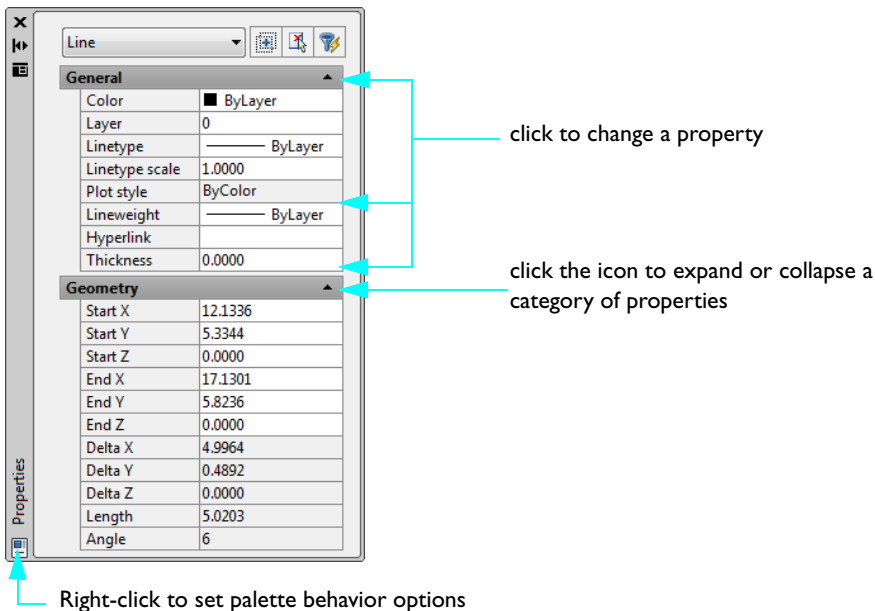 Line
General
Color ByLayer
Layer 0
Linetype ByLayer
Linetype scale 1.0000
Plot style ByColor
Lineweight ByLayer
Hyperlink
Thickness 0.0000
click to change a property
click the icon to expand or collapse a
category of properties
Geometry
Start X 12.1336
Start Y 5.3344
Start Z 0.0000
End X 17.1301
End Y 5.8236
End Z 0.0000
Delta X 4.9964
Delta Y 0.4892
Delta Z 0.0000
Length 5.0203
Angle 6
Properties
Right-click to set palette behavior options